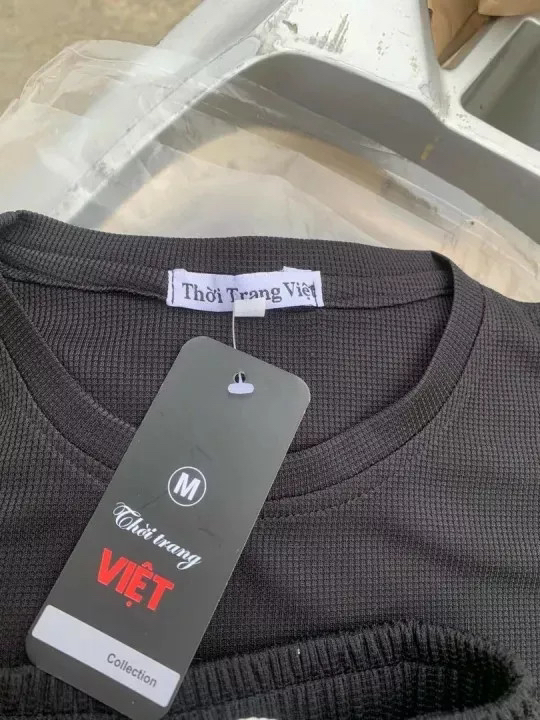 Thời Trang Việt
M
Thời trang
VIỆT
Collection